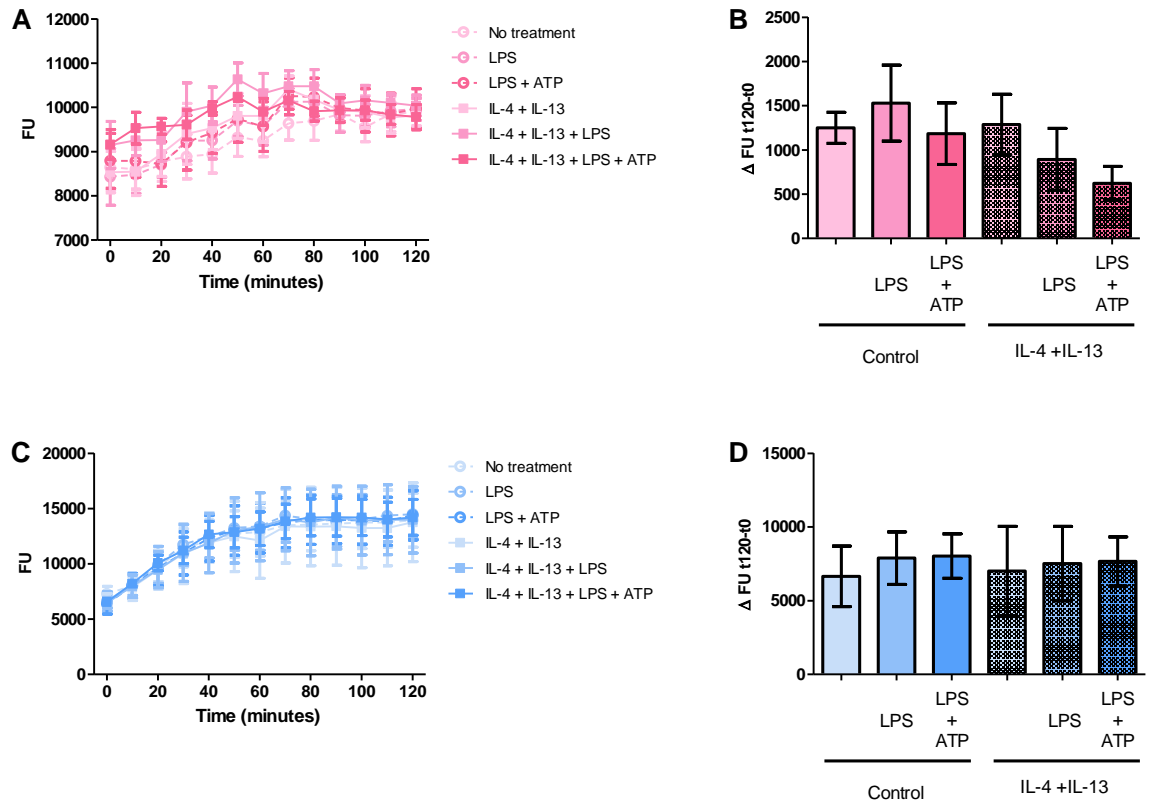 A
12000
11000
10000
9000
8000
7000
FU
0 20 40 60 80 100 120
Time (minutes)
No treatment
LPS
LPS + ATP
IL-4 + IL-13
IL-4 + IL-13 + LPS
IL-4 + IL-13 + LPS + ATP
B
2500
2000
1500
1000
500
0
Δ FU t120-t0
LPS
LPS
+
ATP
LPS
LPS
+
ATP
Control
IL-4 +IL-13
C
20000
15000
10000
5000
0
FU
0 20 40 60 80 100 120
Time (minutes)
No treatment
LPS
LPS + ATP
IL-4 + IL-13
IL-4 + IL-13 + LPS
IL-4 + IL-13 + LPS + ATP
D
15000
10000
5000
0
Δ FU t120-t0
LPS
LPS
+
ATP
LPS
LPS
+
ATP
Control
IL-4 +IL-13